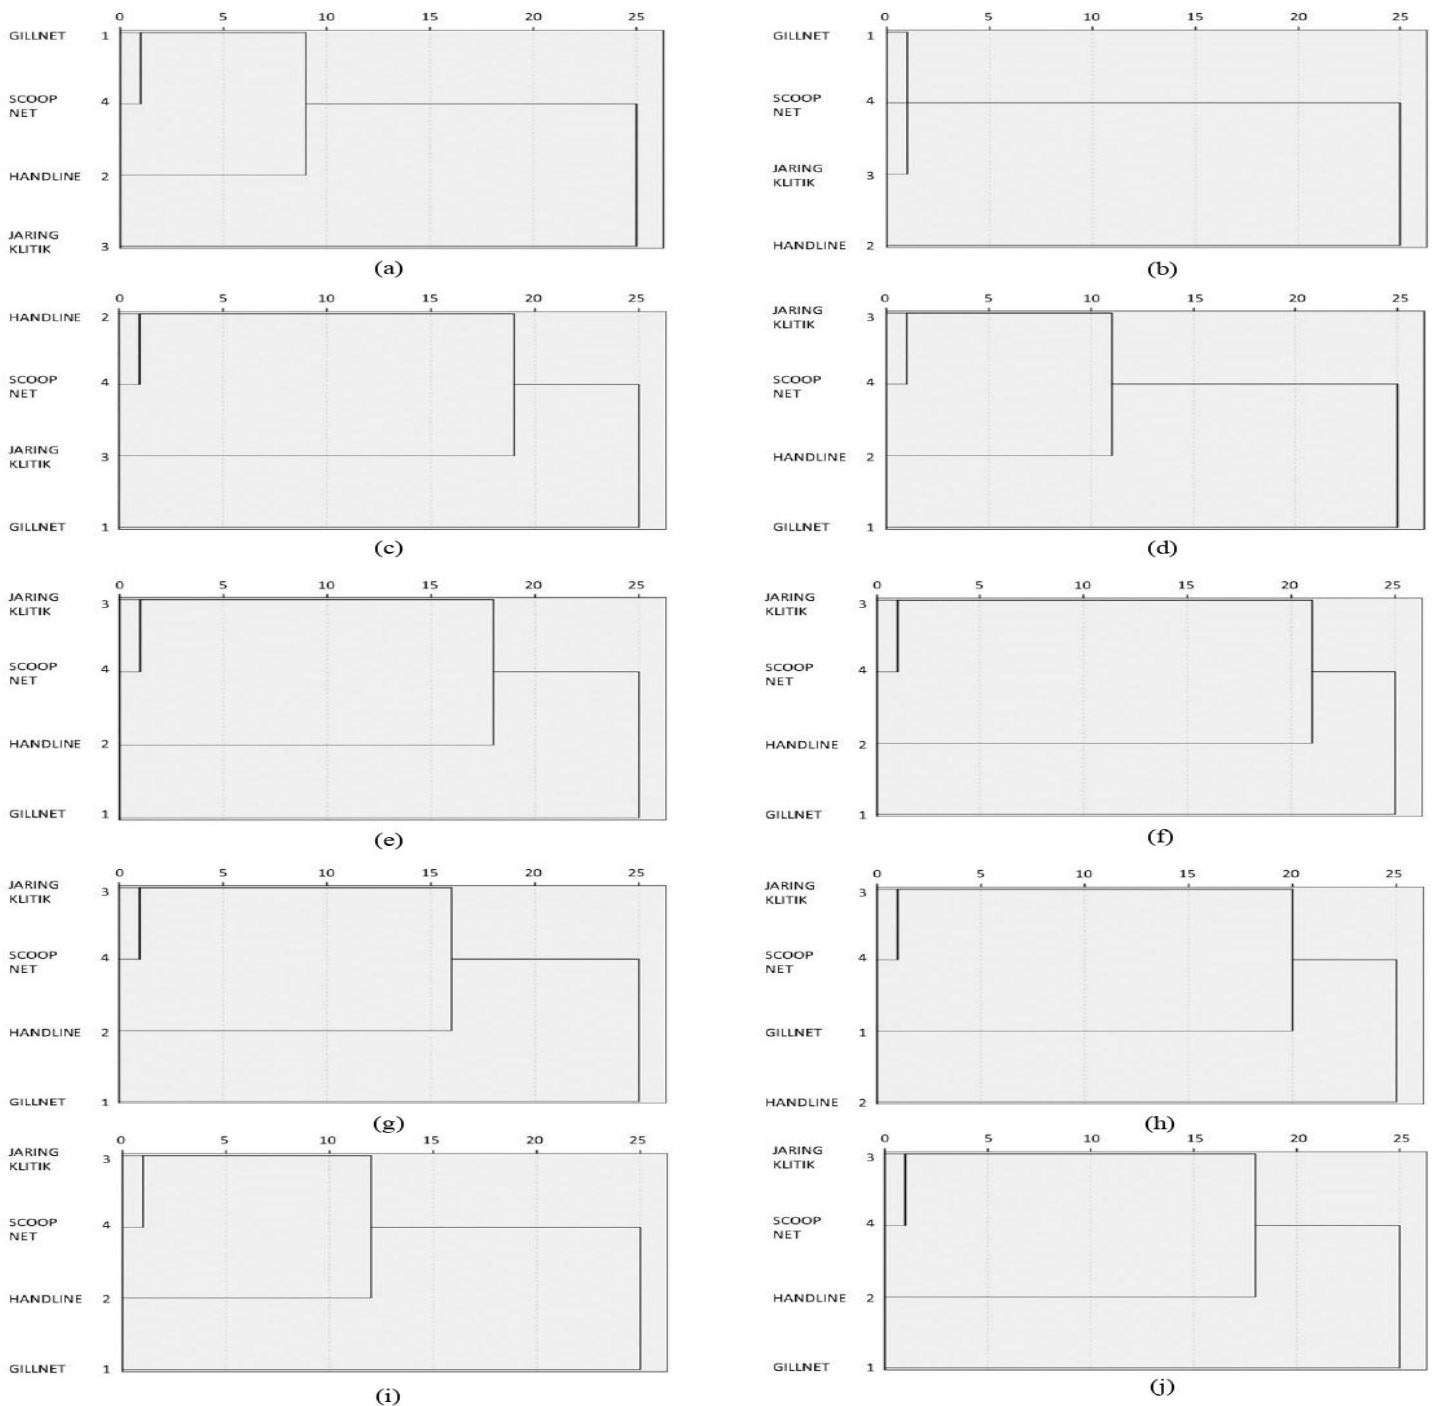 0 5 10 15 20 25
GILLNET 1
SCOOP 4
NET
HANDLINE 2
JARING
KLITIK 3
(a)
0 5 10 15 20 25
GILLNET 1
SCOOP 4
NET
JARING
KLITIK 3
HANDLINE 2
(b)
0 5 10 15 20 25
HANDLINE 2
SCOOP 4
NET
JARING 3
KLITIK
GILLNET 1
(c)
0 5 10 15 20 25
JARING 3
KLITIK
SCOOP 4
NET
HANDLINE 2
GILLNET 1
(d)
0 5 10 15 20 25
JARING 3
KLITIK
SCOOP 4
NET
HANDLINE 2
GILLNET 1
(e)
0 5 10 15 20 25
JARING 3
KLITIK
SCOOP 4
NET
HANDLINE 2
GILLNET 1
(f)
0 5 10 15 20 25
JARING 3
KLITIK
SCOOP 4
NET
HANDLINE 2
GILLNET 1
(g)
0 5 10 15 20 25
JARING 3
KLITIK
SCOOP 4
NET
GILLNET 1
HANDLINE 2
(h)
0 5 10 15 20 25
JARING 3
KLITIK
SCOOP 4
NET
HANDLINE 2
GILLNET 1
(i)
0 5 10 15 20 25
JARING 3
KLITIK
SCOOP 4
NET
HANDLINE 2
GILLNET 1
(j)